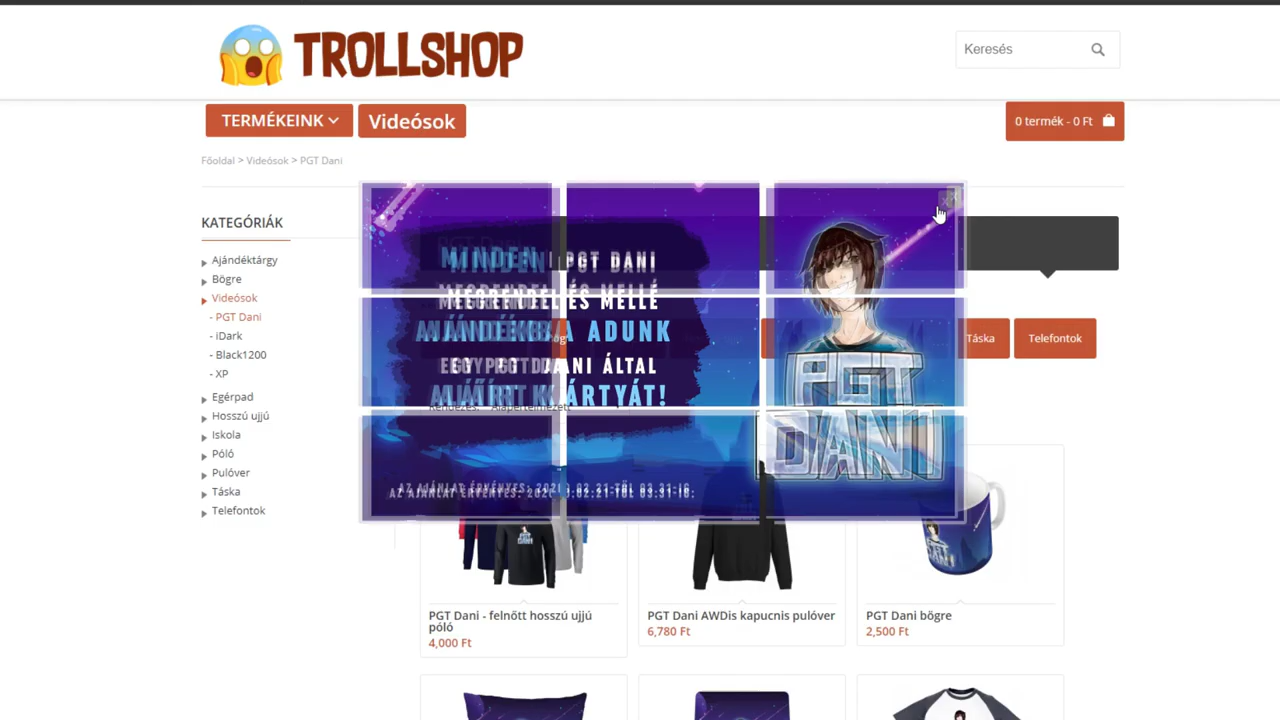 TROLLSHOP
Keresés
TERMÉKEINK
Videósok
0 termék - 0 Ft
Főoldal > Videósok > PGT Dani
KATEGÓRIÁK
Ajándéktárgy
Bögre
Videósok
- PGT Dani
- iDark
- Black1200
- XP
Egérpad
Hosszú ujjú
Iskola
Póló
Pulóver
Táska
Telefontok
MINDEN PGT DANI
MEGRENDELÉS MELLÉ
AJÁNDÉKBA ADUNK
EGY PGT DANI ÁLTAL
ALÁÍRT KÁRTYÁT!
PGT
DANI
Táska
Telefontok
PGT Dani - felnőtt hosszú ujjú
póló
4,000 Ft
PGT Dani AWDis kapucnis pulóver
6,780 Ft
PGT Dani bögre
2,500 Ft